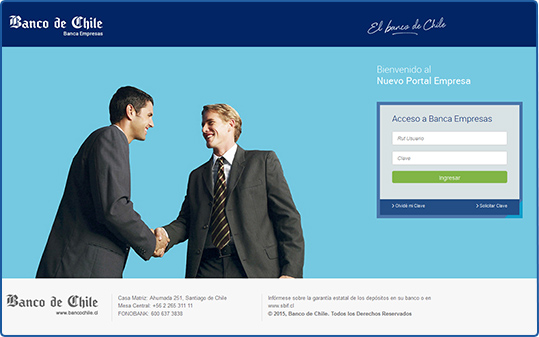 Banco de Chile
Banca Empresas
El banco de Chile
Bienvenido al
Nuevo Portal Empresa
Acceso a Banca Empresas
Rut Usuario
Clave
Ingresar
Olvidó mi Clave
Solicitar Clave
Banco de Chile
www.bancochile.cl
Casa Matriz: Ahumada 251, Santiago de Chile
Mesa Central: +56 2 265 311 11
FONOBANK: 600 637 3838
Infórmese sobre la garantía estatal de los depósitos en su banco o en
www.sbif.cl
© 2015, Banco de Chile. Todos los Derechos Reservados